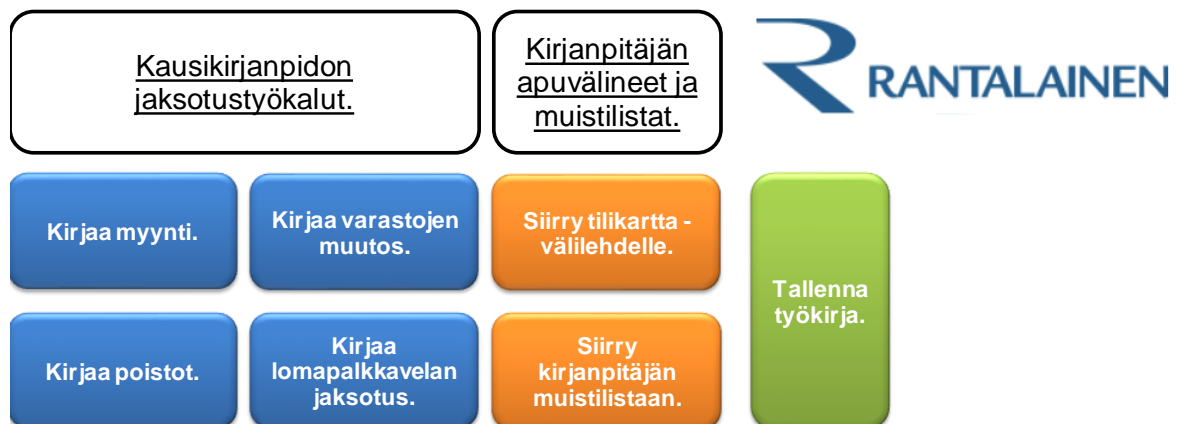 Kausikirjanpidon
jaksotustyökalut.
Kirjanpitäjän
apuvälineet ja
muistilistat.
RANTALAINEN
Kirjaa myynti.
Kirjaa varastojen
muutos.
Siirry tilikartta -
välilehdelle.
Tallenna
työkirja.
Kirjaa poistot.
Kirjaa
lomapalkkavelan
jaksotus.
Siirry
kirjanpitäjän
muistilistaan.